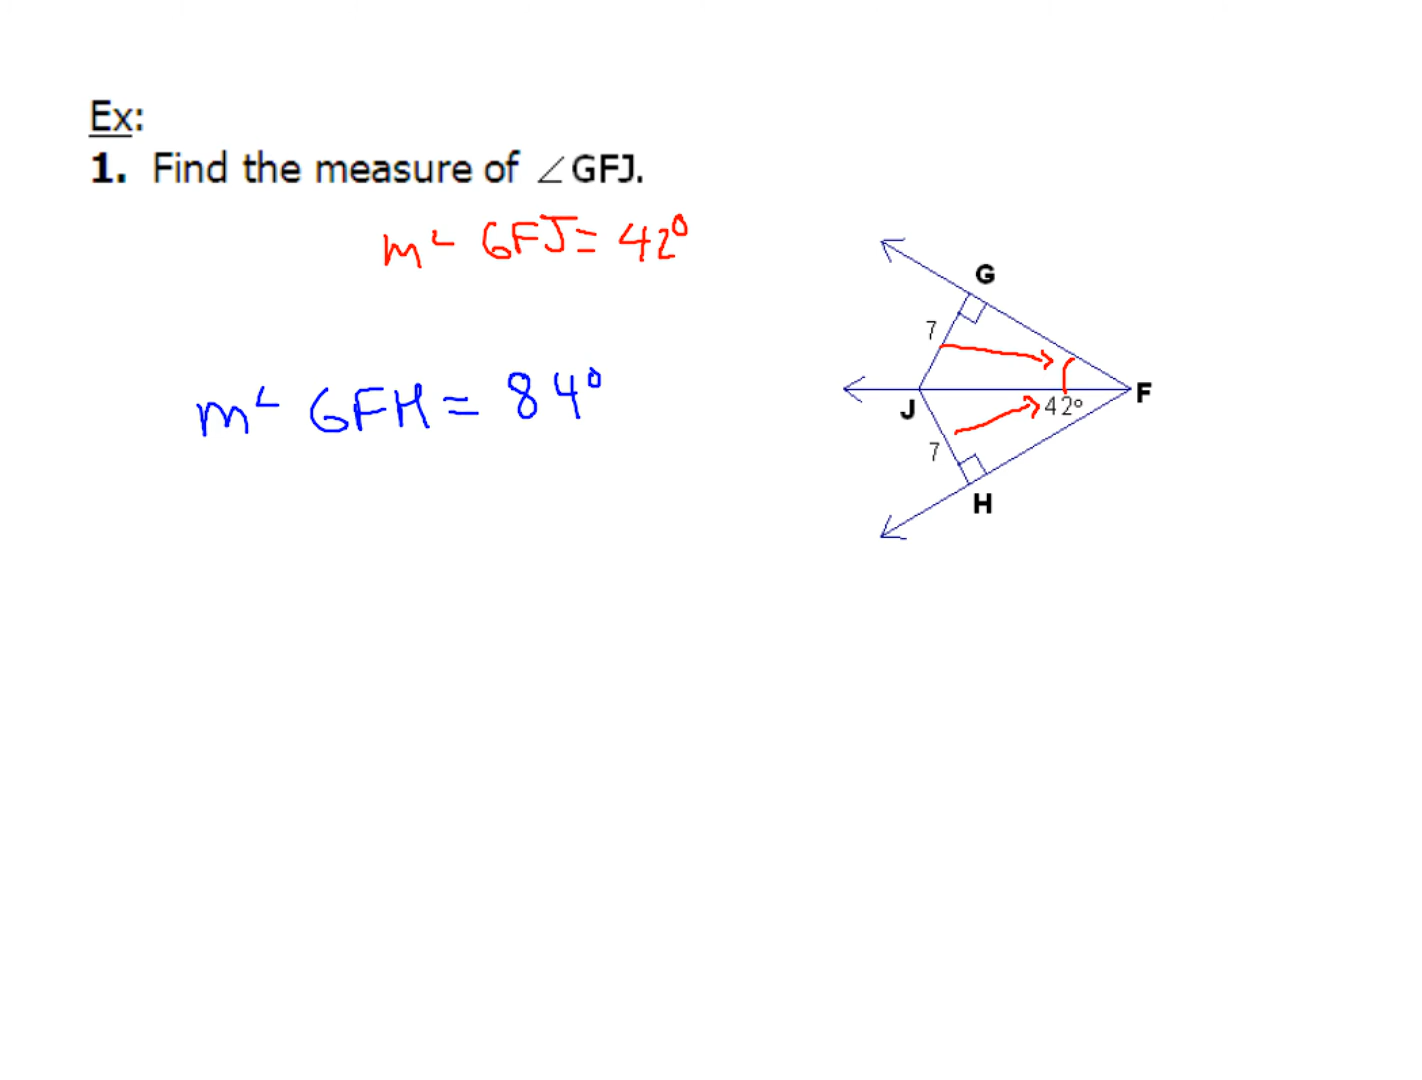 Ex:
1. Find the measure of ∠GFJ.
m∠ GFJ = 42°
G
7
F
J
42°
m∠ GFH = 84°
7
H